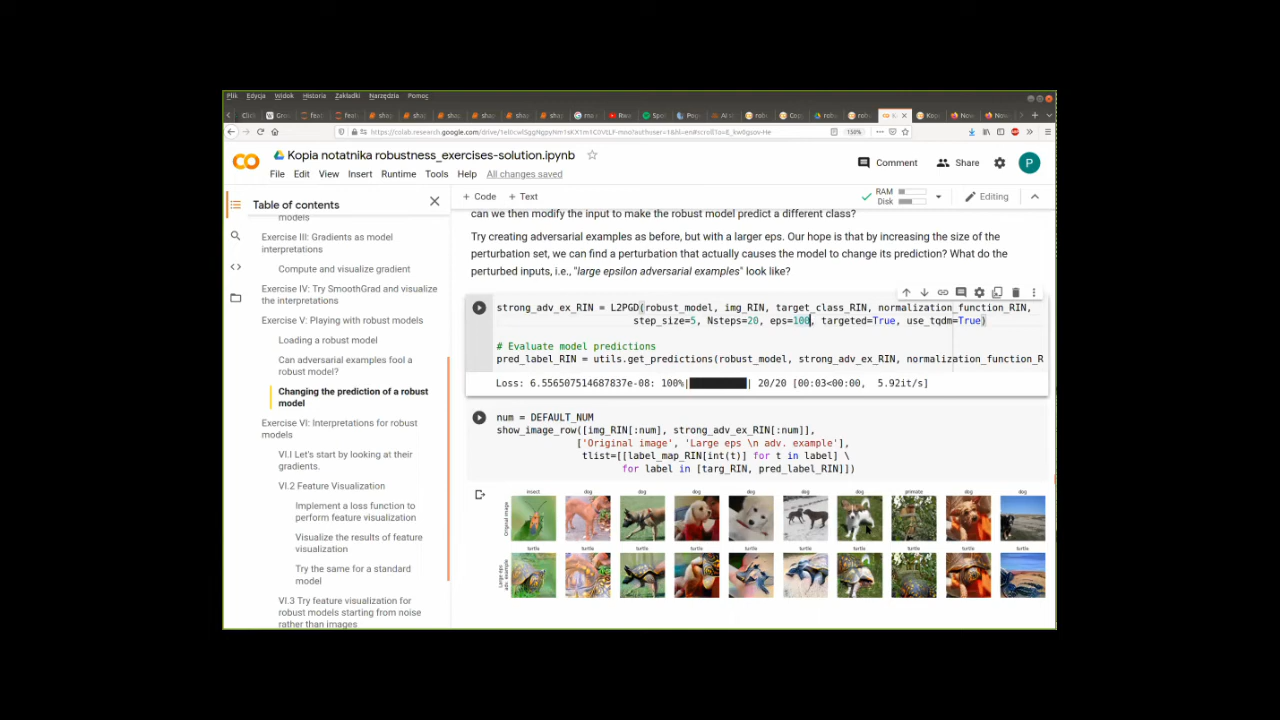 Plik Edycja Widok Historia Zakładki Narzędzia Pomoc
150%
Kopia notatnika robustness_exercises-solution.ipynb
Comment Share P
File Edit View Insert Runtime Tools Help All changes saved
Table of contents
models
Exercise III: Gradients as model
interpretations
Compute and visualize gradient
Exercise IV: Try SmoothGrad and visualize
the interpretations
Exercise V: Playing with robust models
Loading a robust model
Can adversarial examples fool a
robust model?
Changing the prediction of a robust
model
Exercise VI: Interpretations for robust
models
VI.I Let's start by looking at their
gradients.
VI.2 Feature Visualization
Implement a loss function to
perform feature visualization
Visualize the results of feature
visualization
Try the same for a standard
model
VI.3 Try feature visualization for
robust models starting from noise
rather than images
+ Code + Text
RAM
Disk
Editing
can we then modify the input to make the robust model predict a different class?
Try creating adversarial examples as before, but with a larger eps. Our hope is that by increasing the size of the
perturbation set, we can find a perturbation that actually causes the model to change its prediction? What do the
perturbed inputs, i.e., "large epsilon adversarial examples" look like?
strong_adv_ex_RIN = L2PGD(robust_model, img_RIN, target_class_RIN, normalization_function_RIN,
step_size=5, Nsteps=20, eps=100, targeted=True, use_tqdm=True)
# Evaluate model predictions
pred_label_RIN = utils.get_predictions(robust_model, strong_adv_ex_RIN, normalization_function_R
Loss: 6.556507514687837e-08: 100%| | 20/20 [00:03<00:00, 5.92it/s]
num = DEFAULT_NUM
show_image_row([img_RIN[:num], strong_adv_ex_RIN[:num]],
['Original image', 'Large eps \n adv. example'],
tlist=[[label_map_RIN[int(t)] for t in label] \
for label in [targ_RIN, pred_label_RIN]])
insect dog dog dog dog dog dog primate dog dog
Original image
turtle turtle turtle turtle turtle turtle turtle turtle turtle turtle
Large eps
adv. example